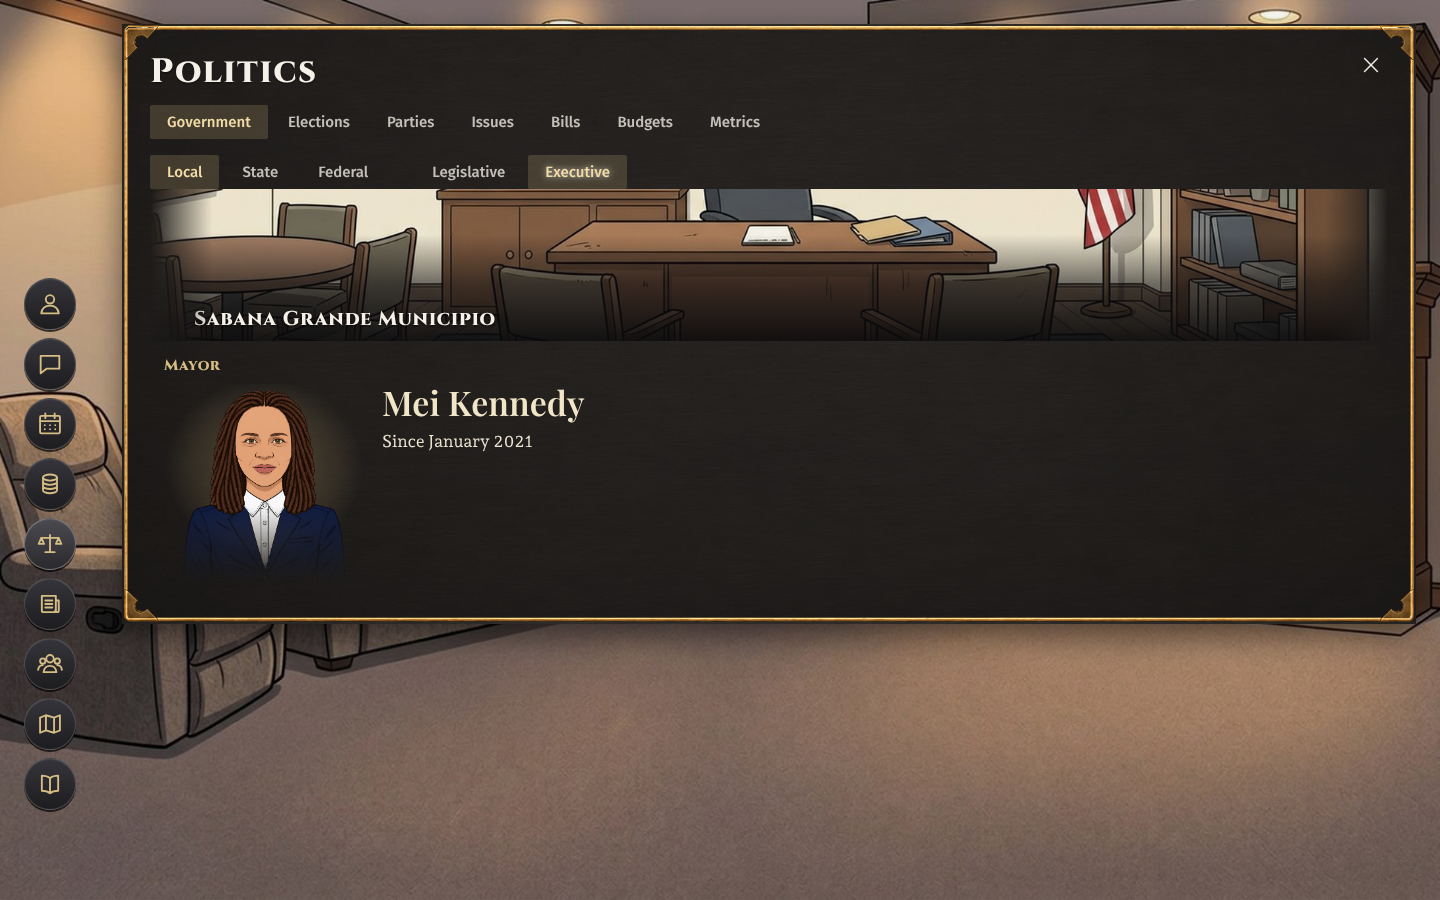 Politics
Government Elections Parties Issues Bills Budgets Metrics
Local State Federal Legislative Executive
Sabana Grande Municipio
Mayor
Mei Kennedy
Since January 2021